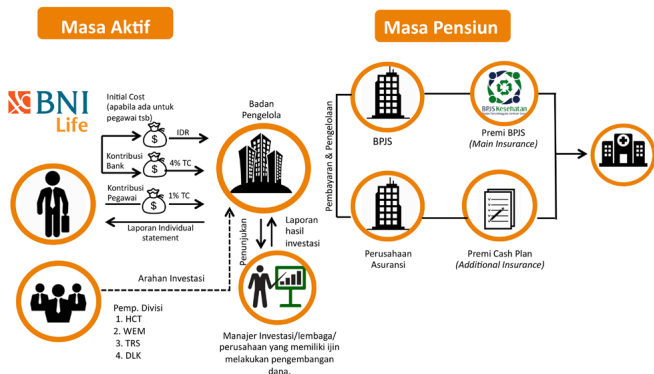 Masa Aktif
Masa Pensiun
BNI
Life
Initial Cost
(apabila ada untuk
pegawai tsb)
IDR
Kontribusi
Bank
4% TC
Kontribusi
Pegawai
1% TC
Laporan Individual
statement
Badan
Pengelola
Penunjukan
Laporan
hasil
investasi
Arahan Investasi
Pemp. Divisi
1. HCT
2. WEM
3. TRS
4. DLK
Manajer Investasi/lembaga/
perusahaan yang memiliki ijin
melakukan pengembangan
dana.
Pembayaran & Pengelolaan
BPJS
BPJS Kesehatan
Premi BPJS
(Main Insurance)
Perusahaan
Asuransi
Premi Cash Plan
(Additional Insurance)